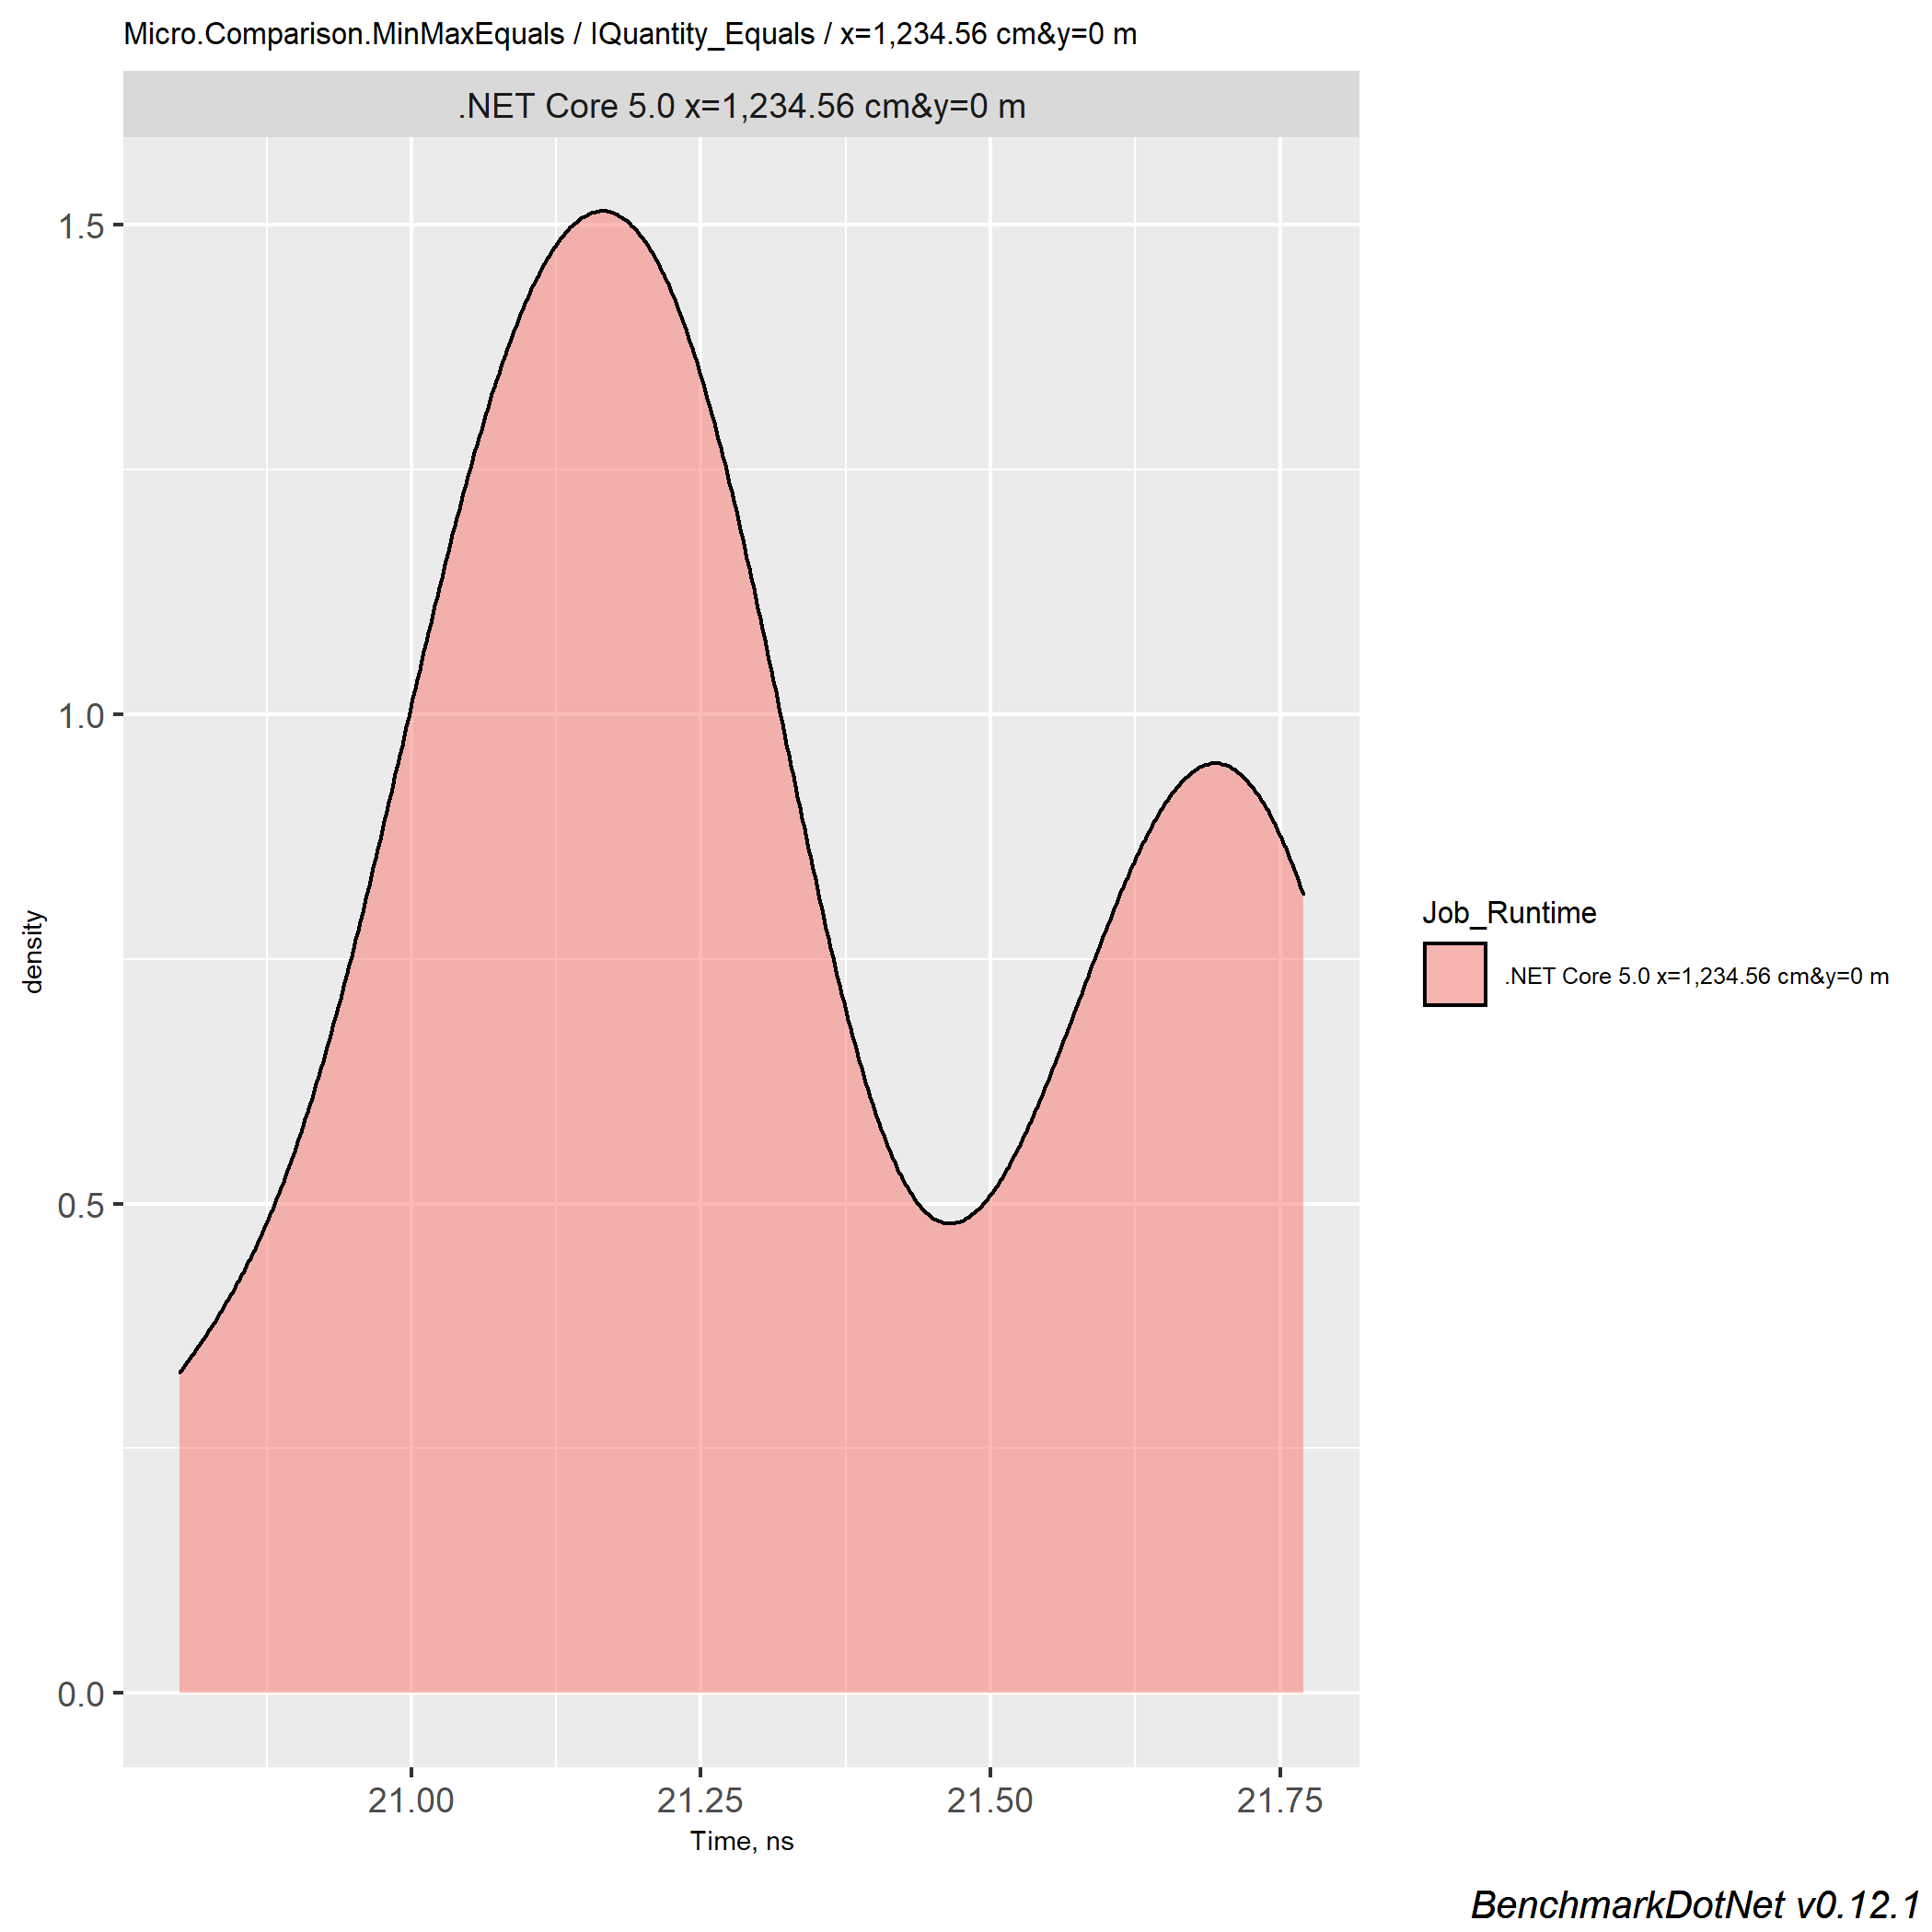 Micro.Comparison.MinMaxEquals / IQuantity_Equals / x=1,234.56 cm&y=0 m
.NET Core 5.0 x=1,234.56 cm&y=0 m
1.5
1.0
0.5
0.0
density
21.00 21.25 21.50 21.75
Time, ns
Job_Runtime
.NET Core 5.0 x=1,234.56 cm&y=0 m
BenchmarkDotNet v0.12.1